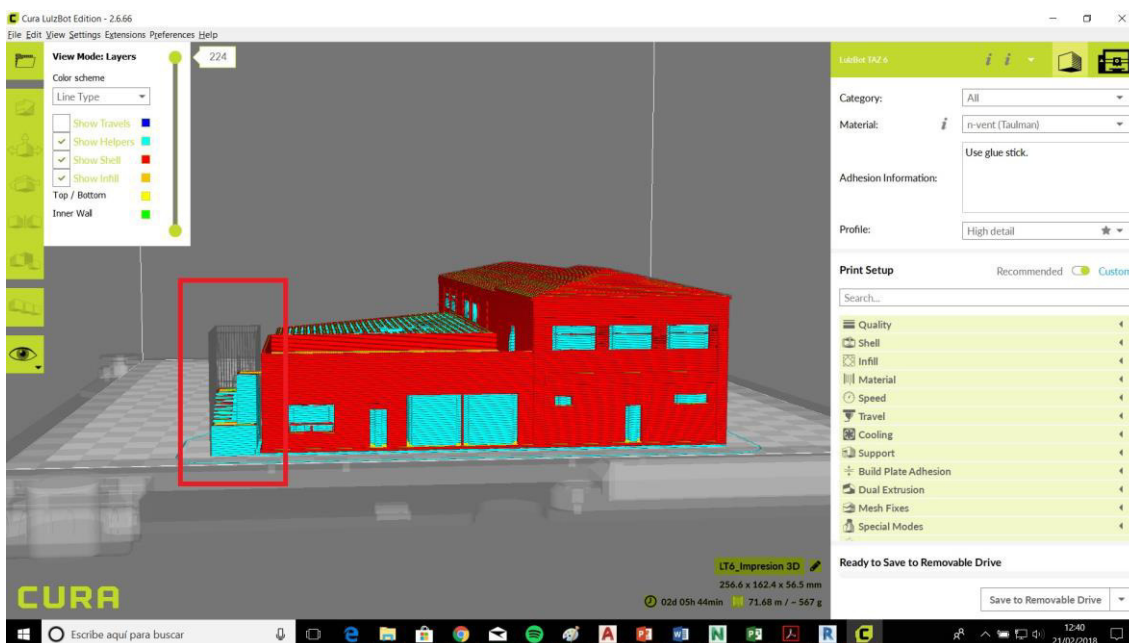 Cura LulzBot Edition - 2.6.66
File Edit View Settings Extensions Preferences Help
View Mode: Layers
224
Color scheme
Line Type
Show Travels
Show Helpers
Show Shell
Show Infill
Top / Bottom
Inner Wall
LulzBot TAZ 6
Category: All
Material: i n-vent (Taulman)
Adhesion Information: Use glue stick.
Profile: High detail
Print Setup Recommended Custom
Search...
Quality
Shell
Infill
Material
Speed
Travel
Cooling
Support
Build Plate Adhesion
Dual Extrusion
Mesh Fixes
Special Modes
LT6_Impresion 3D
256.6 x 162.4 x 56.5 mm
02d 05h 44min 71.68 m / ~ 567 g
Ready to Save to Removable Drive
Save to Removable Drive
CURA
Escribe aquí para buscar
12:40
21/02/2018